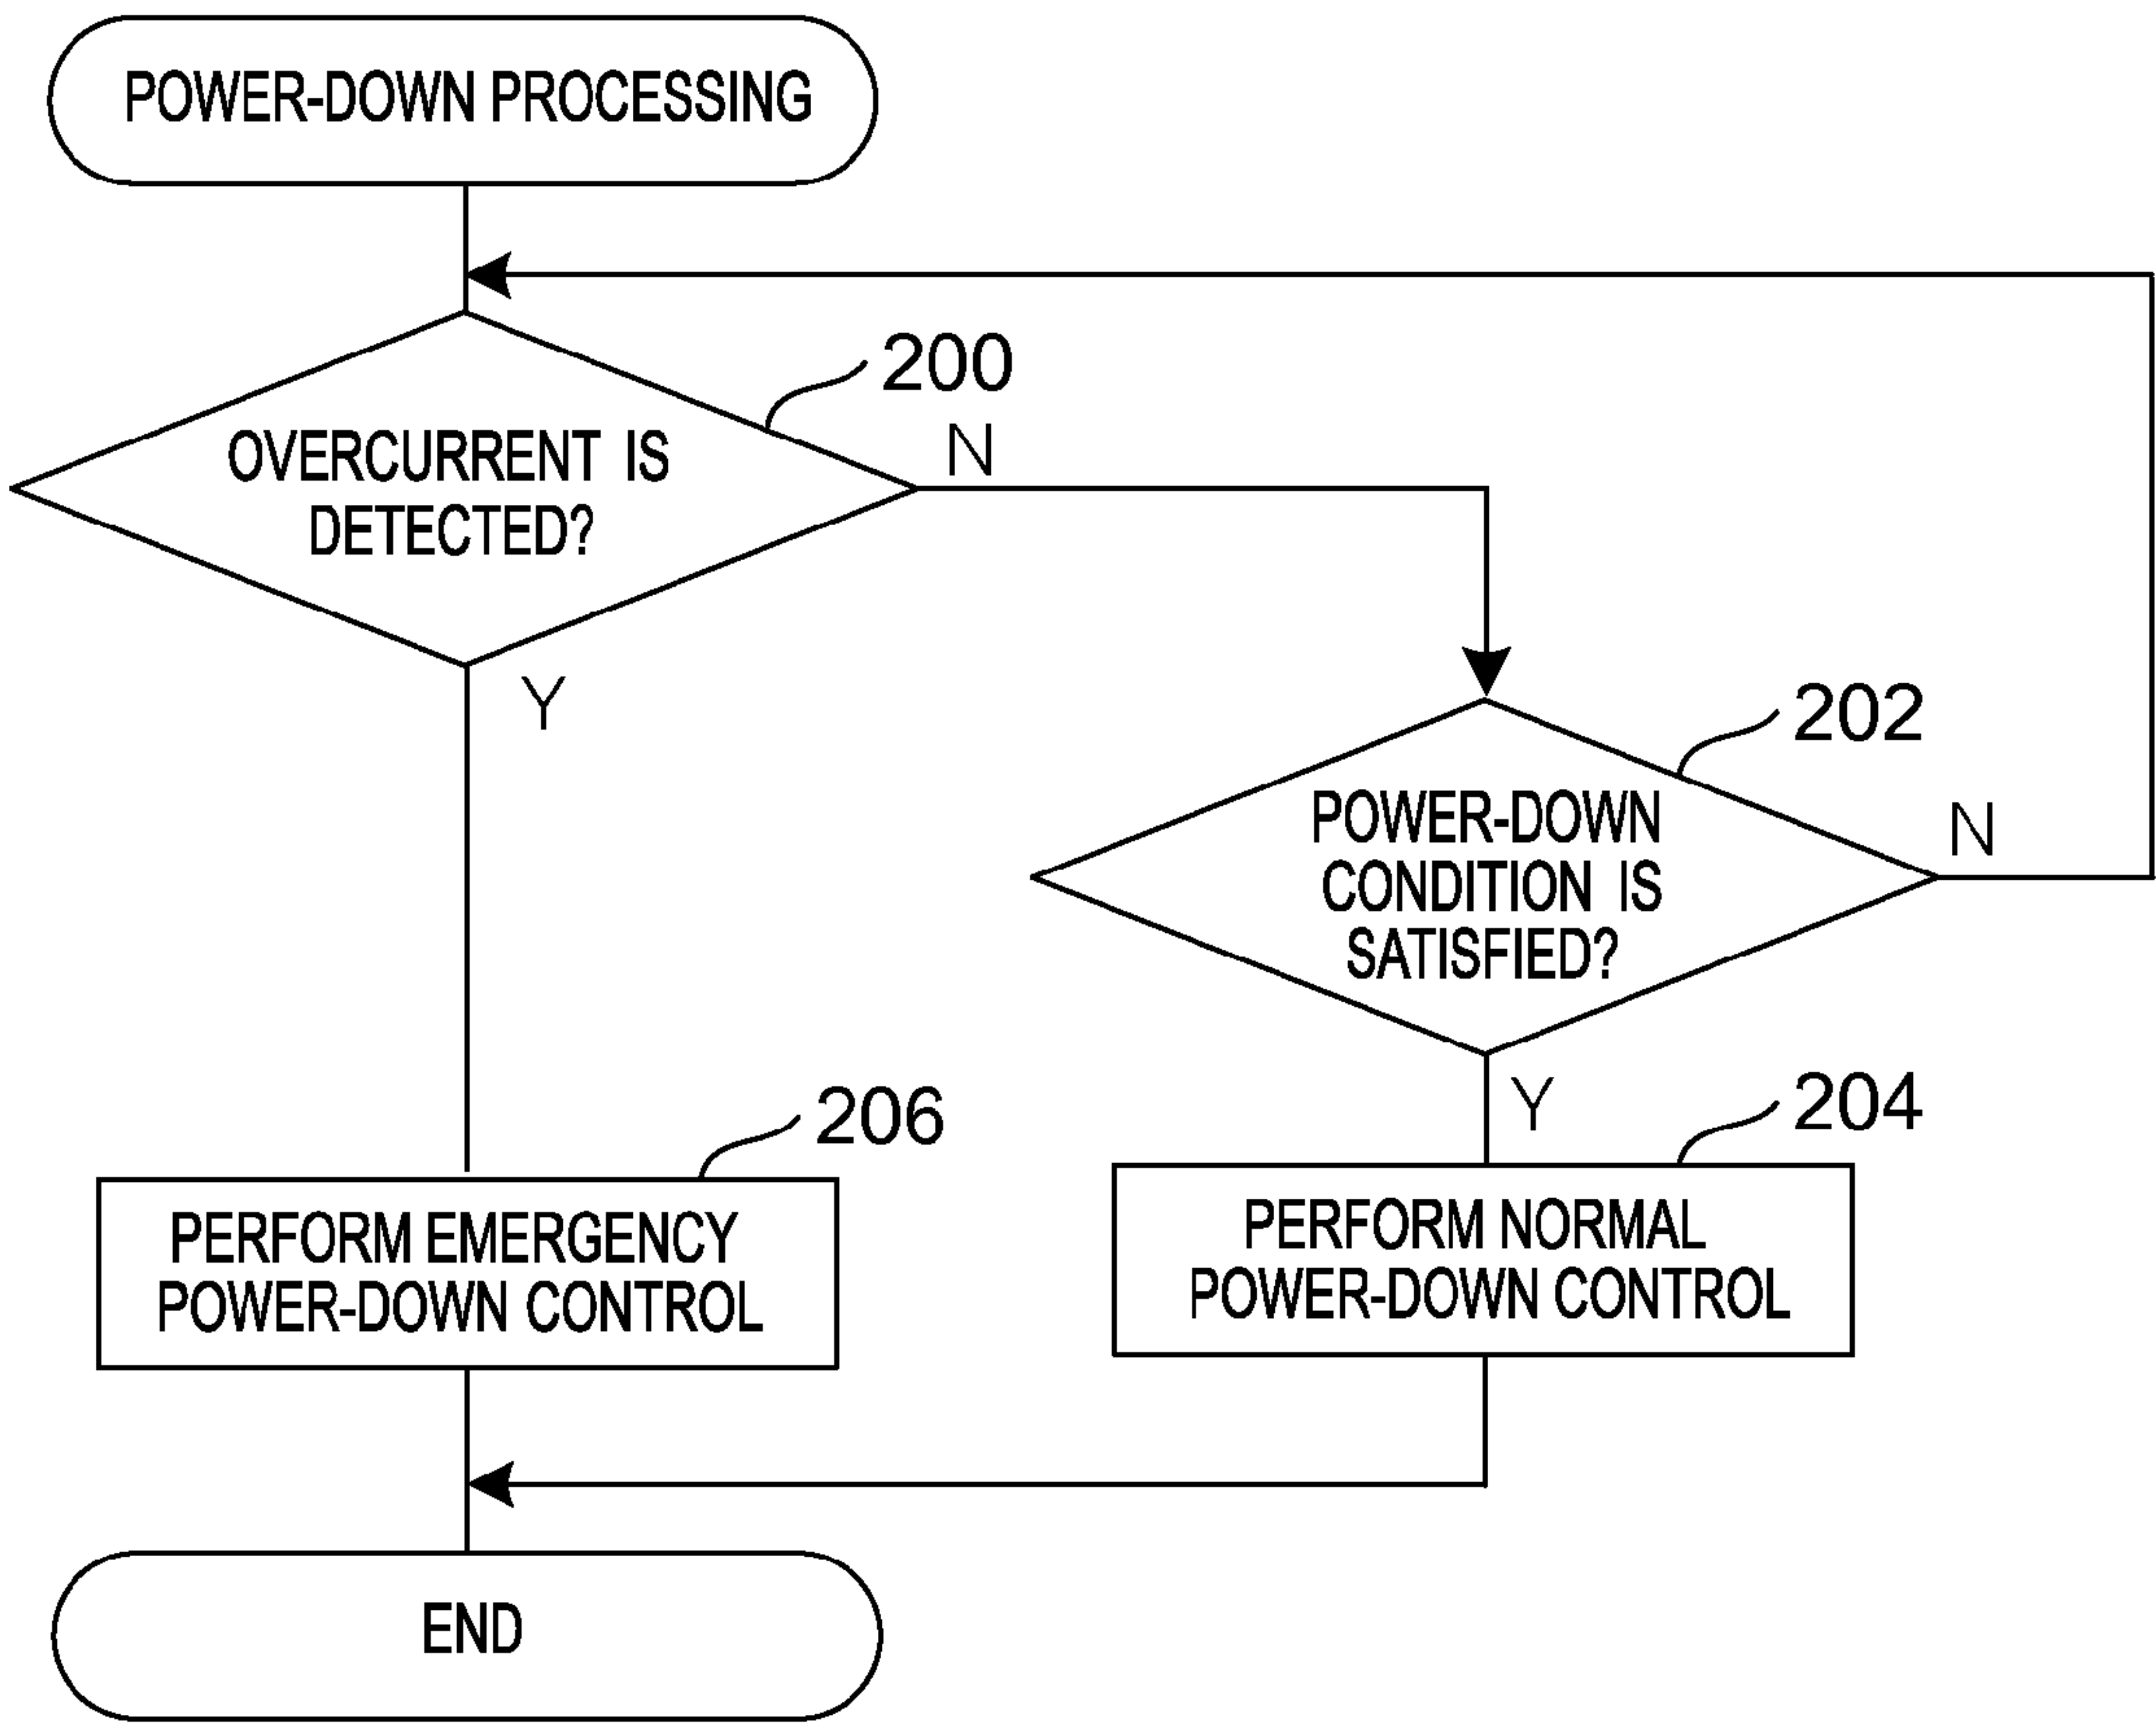 POWER-DOWN PROCESSING
200
OVERCURRENT IS
DETECTED?
N
Y
202
POWER-DOWN
CONDITION IS
SATISFIED?
N
Y
206
PERFORM EMERGENCY
POWER-DOWN CONTROL
204
PERFORM NORMAL
POWER-DOWN CONTROL
END